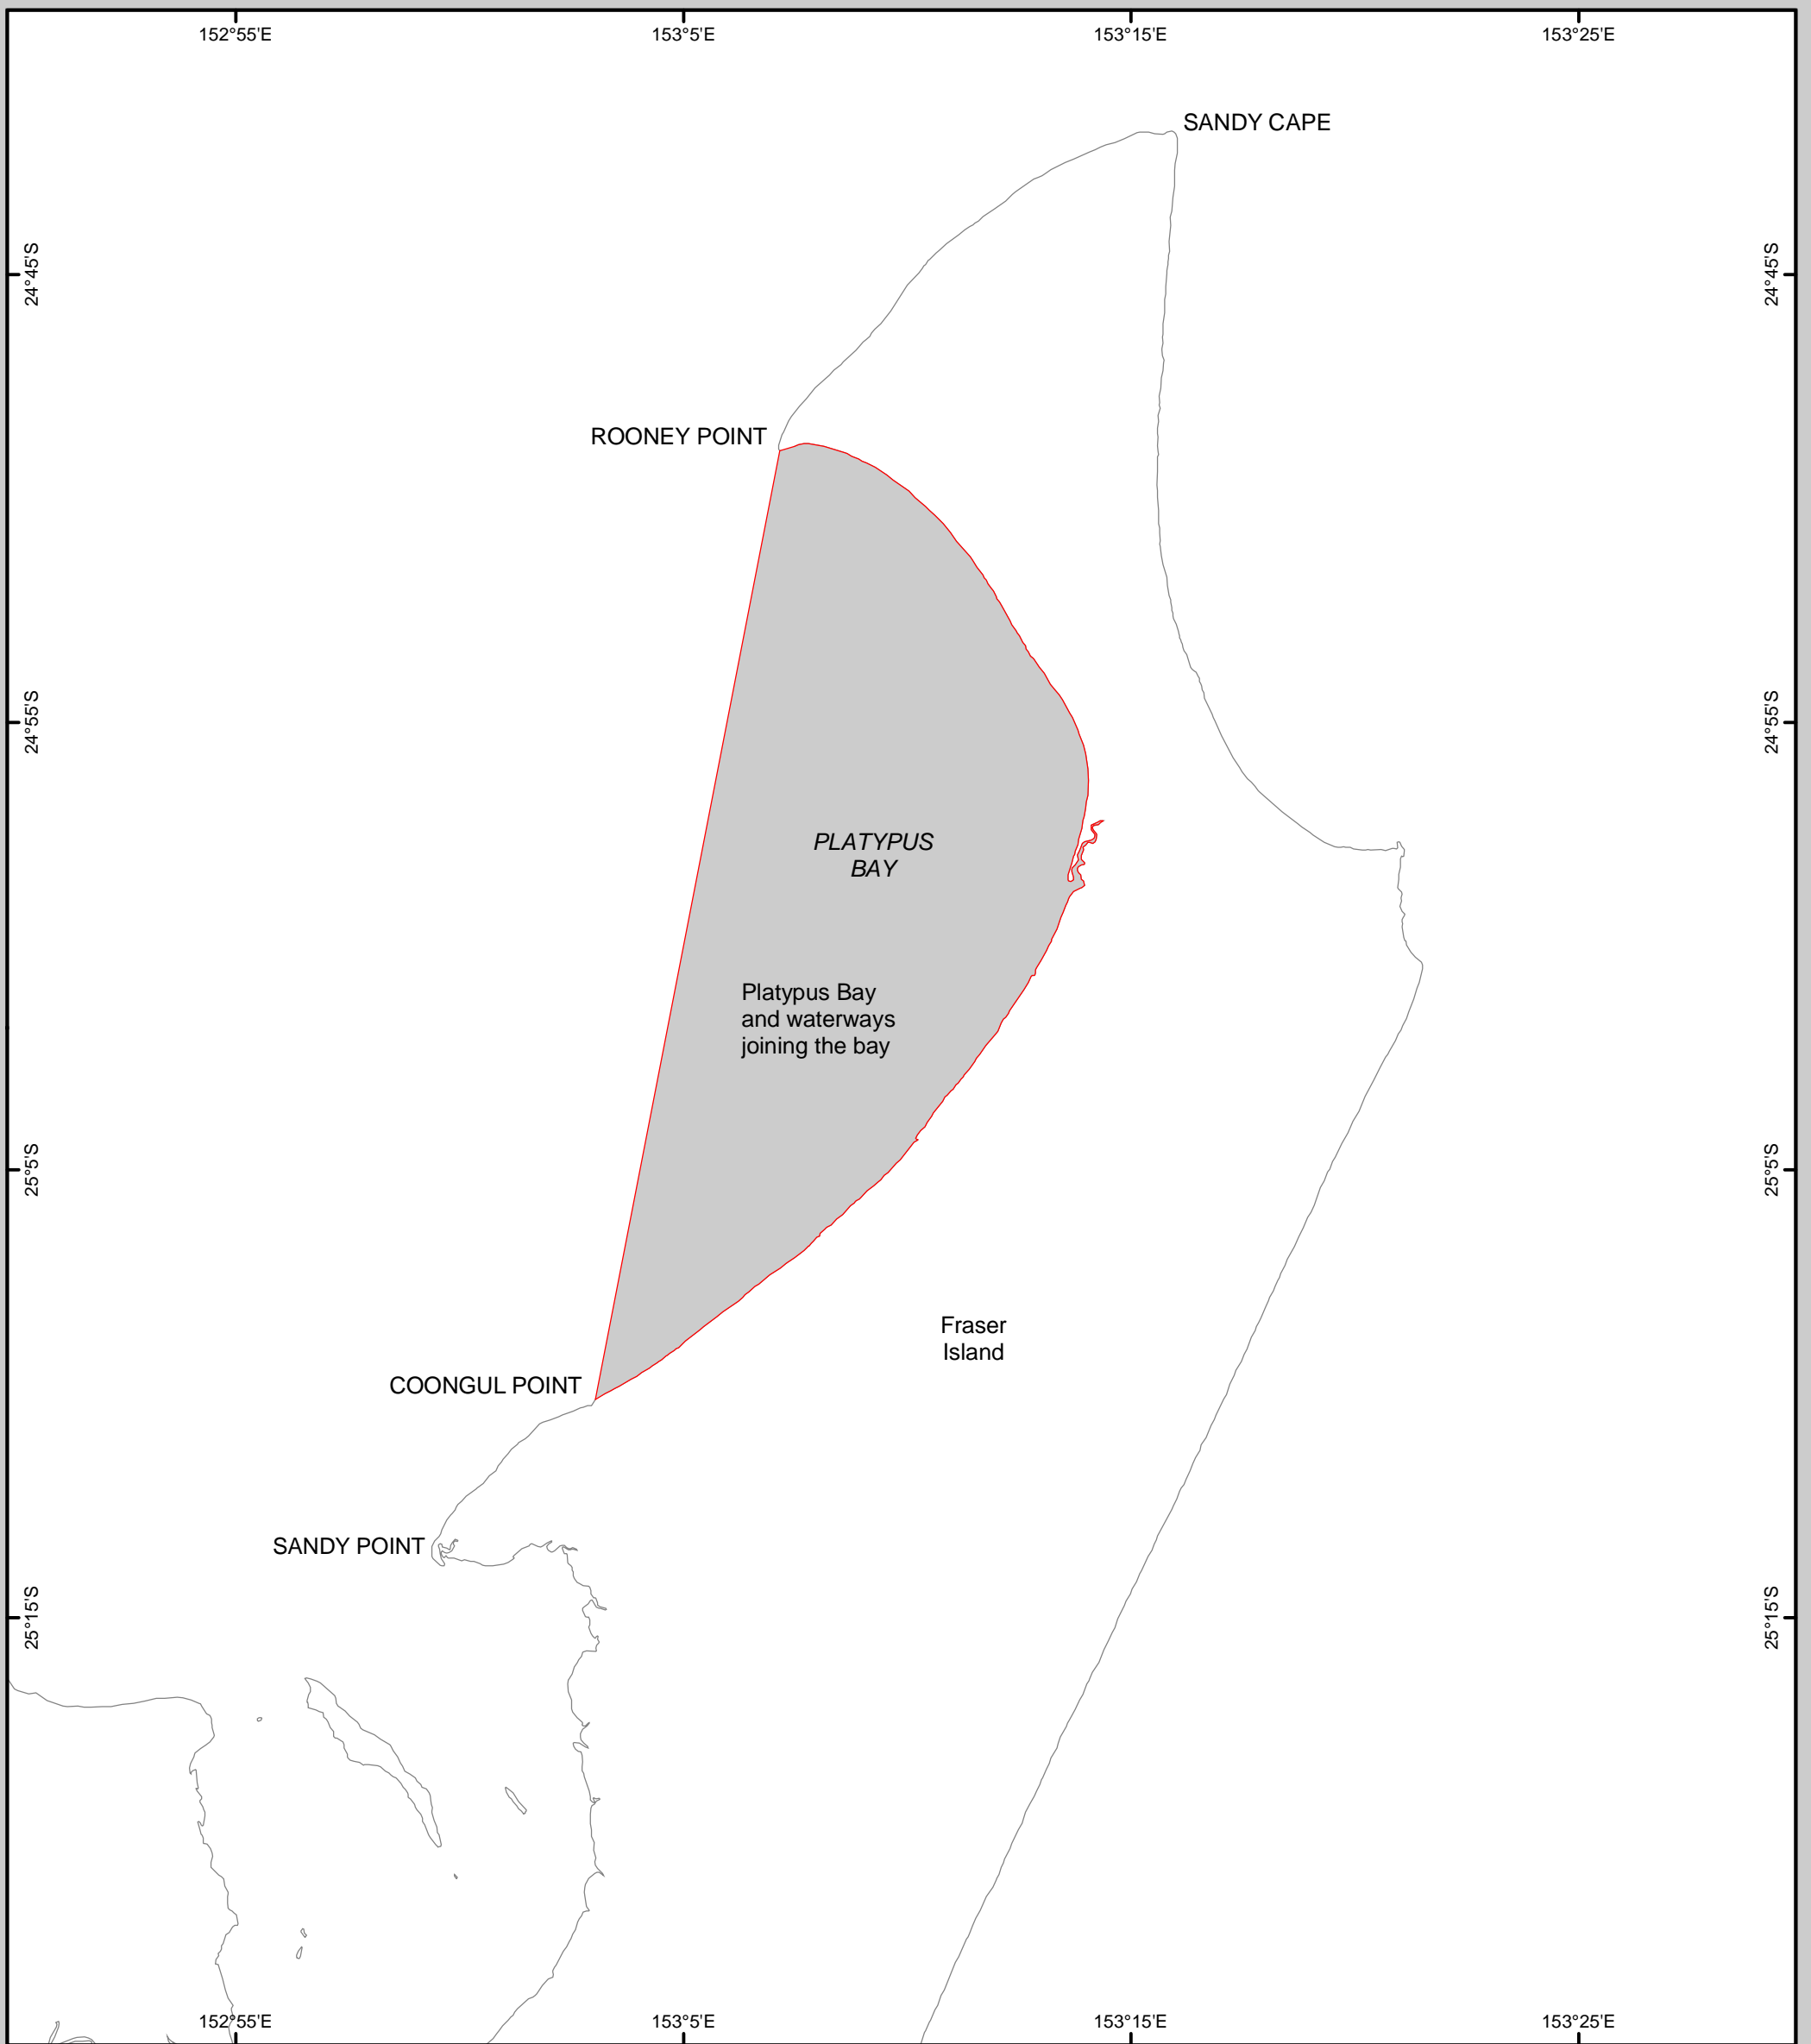 152°55'E
153°5'E
153°15'E
153°25'E
SANDY CAPE
24°45'S
24°45'S
ROONEY POINT
24°55'S
24°55'S
PLATYPUS
BAY
Platypus Bay
and waterways
joining the bay
25°5'S
25°5'S
Fraser
Island
COONGUL POINT
SANDY POINT
25°15'S
25°15'S
152°55'E
153°5'E
153°15'E
153°25'E